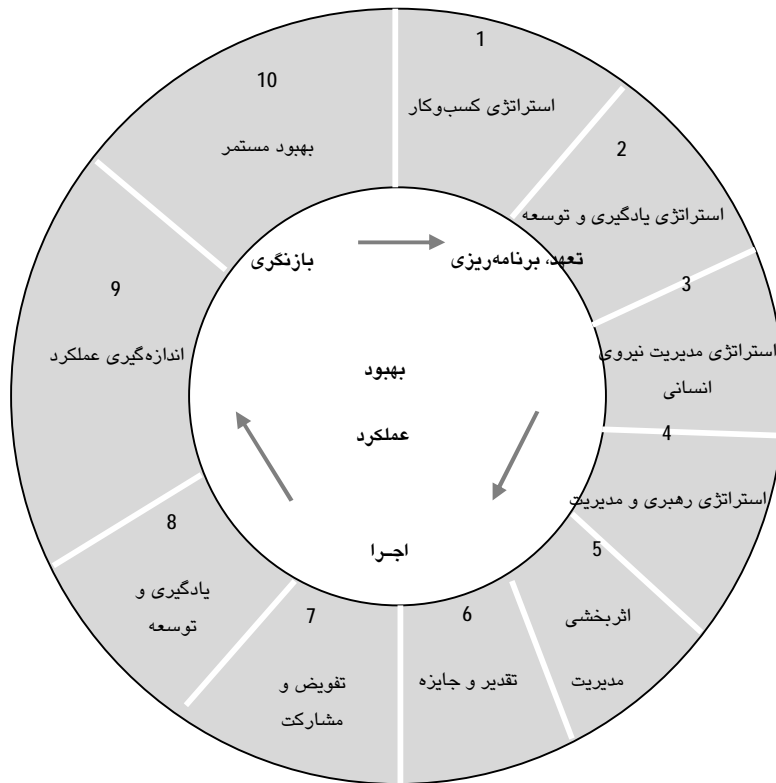 1
استراتژی کسب‌وکار
2
استراتژی یادگیری و توسعه
3
استراتژی مدیریت نیروی
انسانی
4
استراتژی رهبری و مدیریت
5
اثربخشی
مدیریت
6
تقدیر و جایزه
7
تفویض و
مشارکت
8
یادگیری و
توسعه
9
اندازه‌گیری عملکرد
10
بهبود مستمر
تعهد، برنامه‌ریزی
بازنگری
بهبود
عملکرد
اجـرا